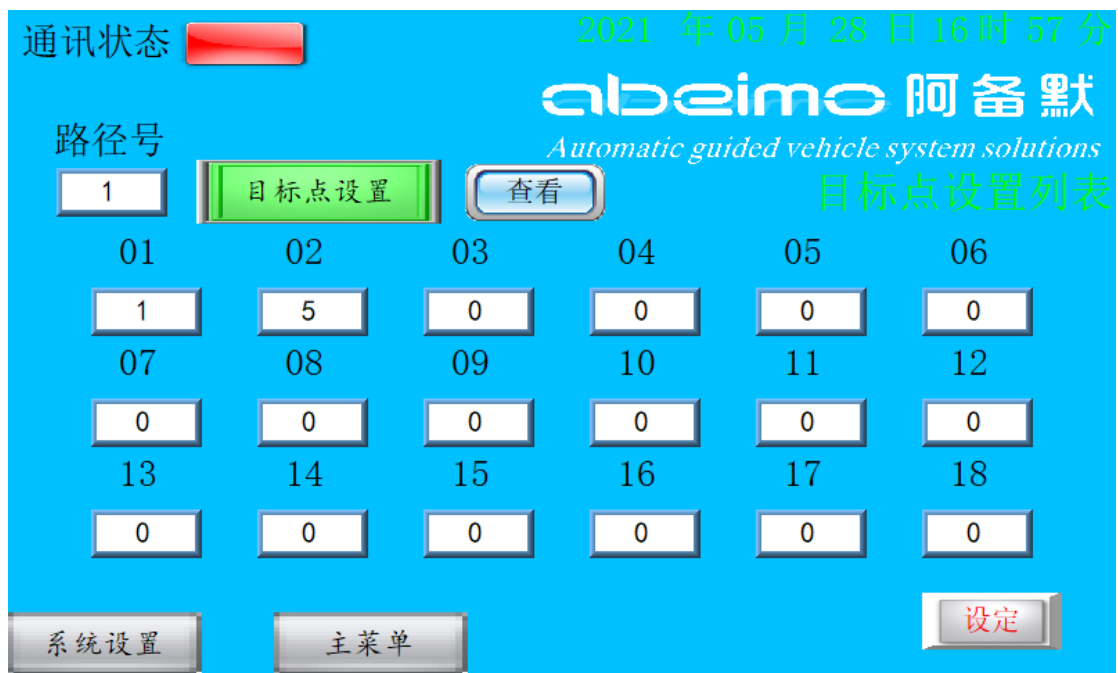 通讯状态
2021 年 05 月 28 日 16 时 57 分
abeimo 阿备默
Automatic guided vehicle system solutions
路径号
1 目标点设置 查看
目标点设置列表
01 02 03 04 05 06
1 5 0 0 0 0
07 08 09 10 11 12
0 0 0 0 0 0
13 14 15 16 17 18
0 0 0 0 0 0
系统设置 主菜单 设定